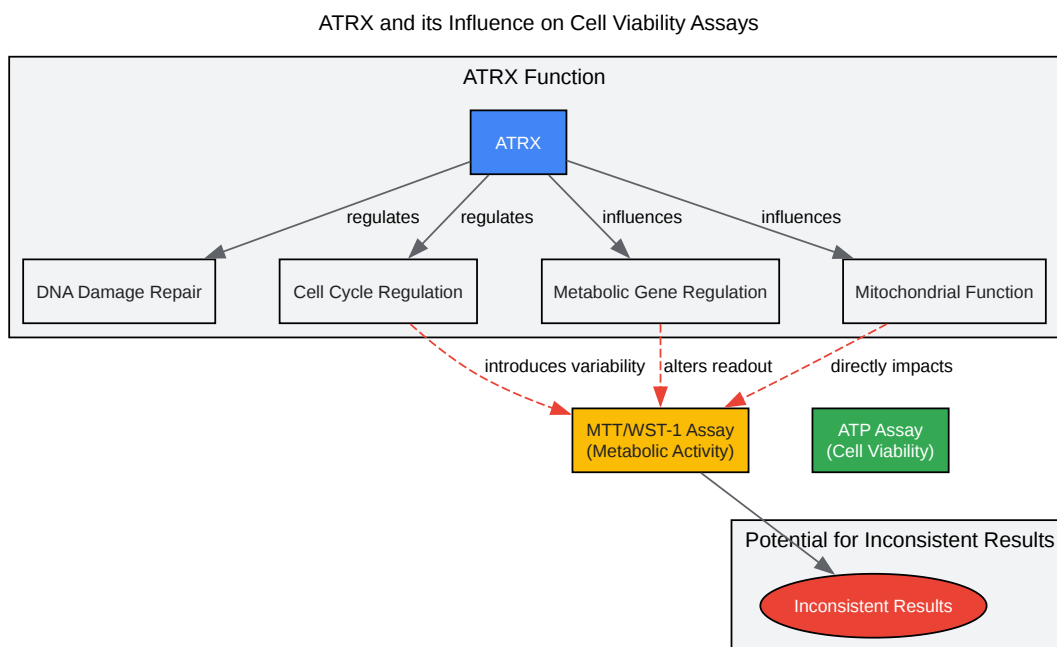 ATRX and its Influence on Cell Viability Assays
ATRX Function
ATRX
regulates
regulates
influences
influences
DNA Damage Repair
Cell Cycle Regulation
Metabolic Gene Regulation
Mitochondrial Function
introduces variability
alters readout
directly impacts
MTT/WST-1 Assay
(Metabolic Activity)
ATP Assay
(Cell Viability)
Potential for Inconsistent Results
Inconsistent Results